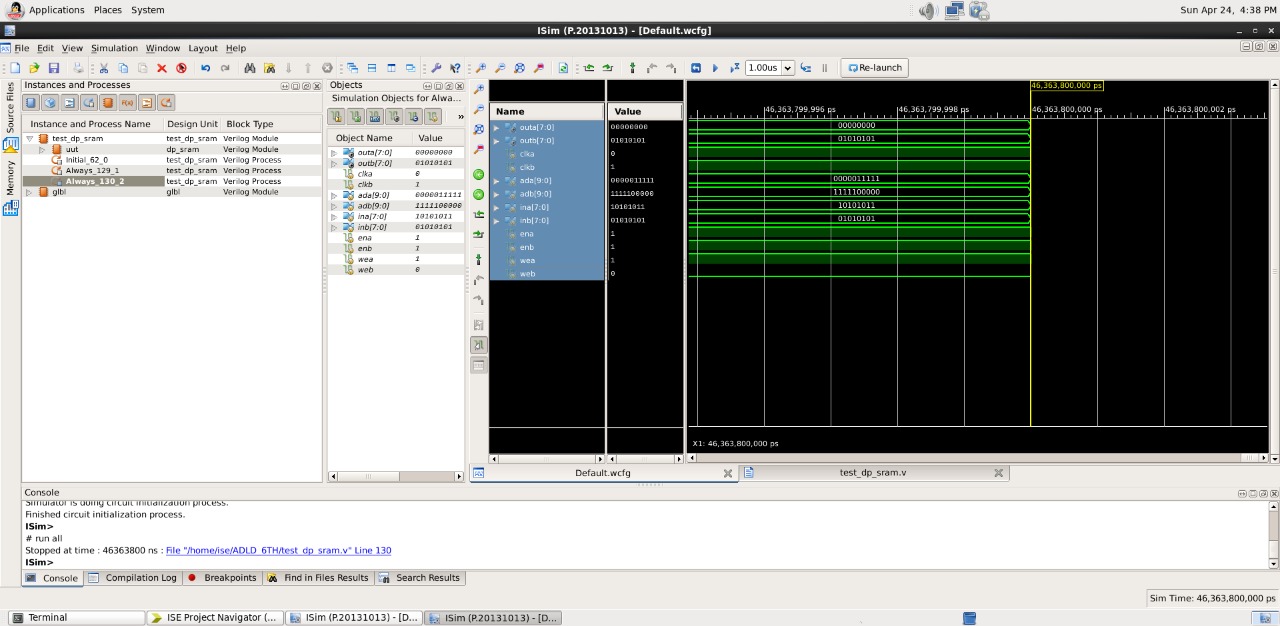 Applications Places System Sun Apr 24, 4:38 PM
ISim (P.20131013) - [Default.wcfg]
File Edit View Simulation Window Layout Help
1.00us Re-launch
Source Files
Memory
Instances and Processes
Instance and Process Name Design Unit Block Type
test_dp_sram test_dp_sram Verilog Module
uut dp_sram Verilog Module
Initial_62_0 test_dp_sram Verilog Process
Always_129_1 test_dp_sram Verilog Process
Always_130_2 test_dp_sram Verilog Process
glbl glbl Verilog Module
Objects
Simulation Objects for Alwa...
Object Name Value
outa[7:0] 00000000
outb[7:0] 01010101
clka 0
clkb 1
ada[9:0] 0000011111
adb[9:0] 1111100000
ina[7:0] 10101011
inb[7:0] 01010101
ena 1
enb 1
wea 1
web 0
Name Value
outa[7:0] 00000000
outb[7:0] 01010101
clka 0
clkb 1
ada[9:0] 0000011111
adb[9:0] 1111100000
ina[7:0] 10101011
inb[7:0] 01010101
ena 1
enb 1
wea 1
web 0
46,363,800,000 ps
46,363,799,996 ps 46,363,799,998 ps 46,363,800,000 ps 46,363,800,002 ps
00000000
01010101
0000011111
1111100000
10101011
01010101
X1: 46,363,800,000 ps
Default.wcfg test_dp_sram.v
Console
Simulator is doing circuit initialization process.
Finished circuit initialization process.
ISim>
# run all
Stopped at time : 46363800 ns : File "/home/ise/ADLD_6TH/test_dp_sram.v" Line 130
ISim>
Console Compilation Log Breakpoints Find in Files Results Search Results
Sim Time: 46,363,800,000 ps
Terminal ISE Project Navigator (... ISim (P.20131013) - [D... ISim (P.20131013) - [D...